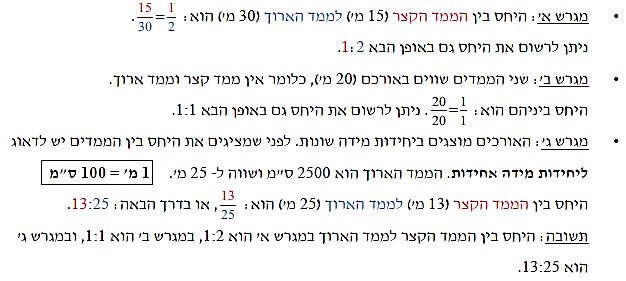 • מגרש א׳: היחס בין הממד הקצר (15 מ׳) לממד הארוך (30 מ׳) הוא: 15/30 = 1/2.
ניתן לרשום את היחס גם באופן הבא 1:2.
• מגרש ב׳: שני הממדים שווים באורכם (20 מ׳), כלומר אין ממד קצר וממד ארוך.
היחס ביניהם הוא: 20/20 = 1/1. ניתן לרשום את היחס גם באופן הבא: 1:1.
• מגרש ג׳: האורכים מוצגים ביחידות מידה שונות. לפני שמציגים את היחס בין הממדים יש לדאוג
ליחידות מידה אחידות. הממד הארוך הוא 2500 ס״מ ושווה ל- 25 מ׳. 1 מ׳ = 100 ס״מ
היחס בין הממד הקצר (13 מ׳) לממד הארוך (25 מ׳) הוא: 13/25, או בדרך הבאה: 13:25.
תשובה: היחס בין הממד הקצר לממד הארוך במגרש א׳ הוא 1:2, במגרש ב׳ הוא 1:1, ובמגרש ג׳
הוא 13:25.